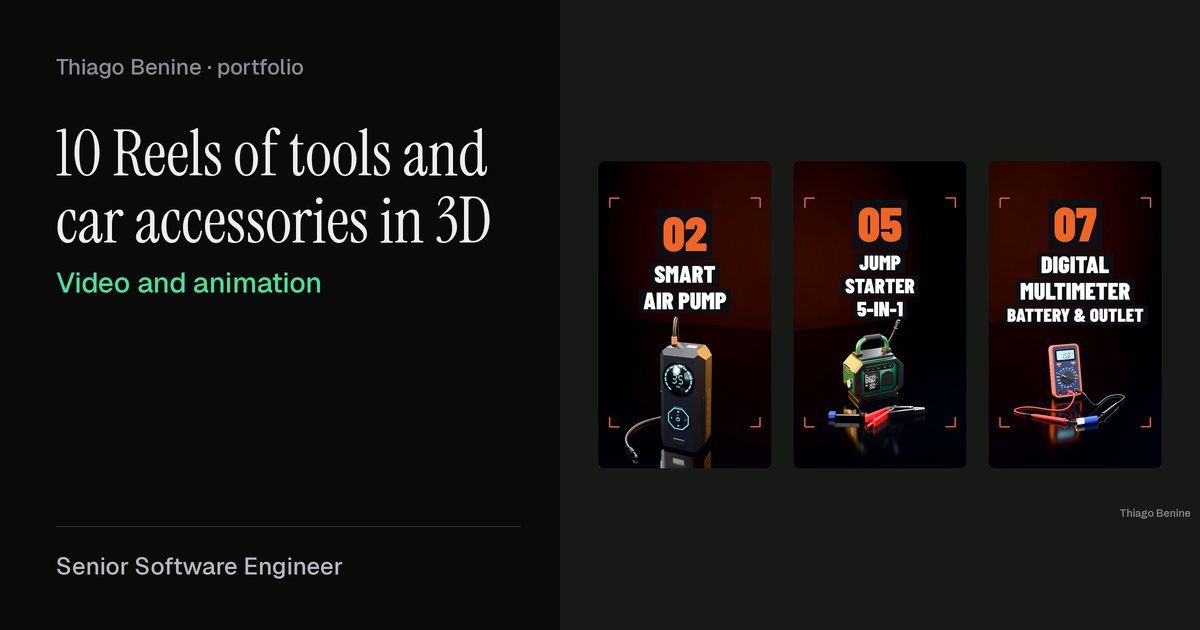 Thiago Benine · portfolio
10 Reels of tools and
car accessories in 3D
Video and animation
02
SMART
AIR PUMP
35
05
JUMP
STARTER
5-IN-1
07
DIGITAL
MULTIMETER
BATTERY & OUTLET
Thiago Benine
Senior Software Engineer